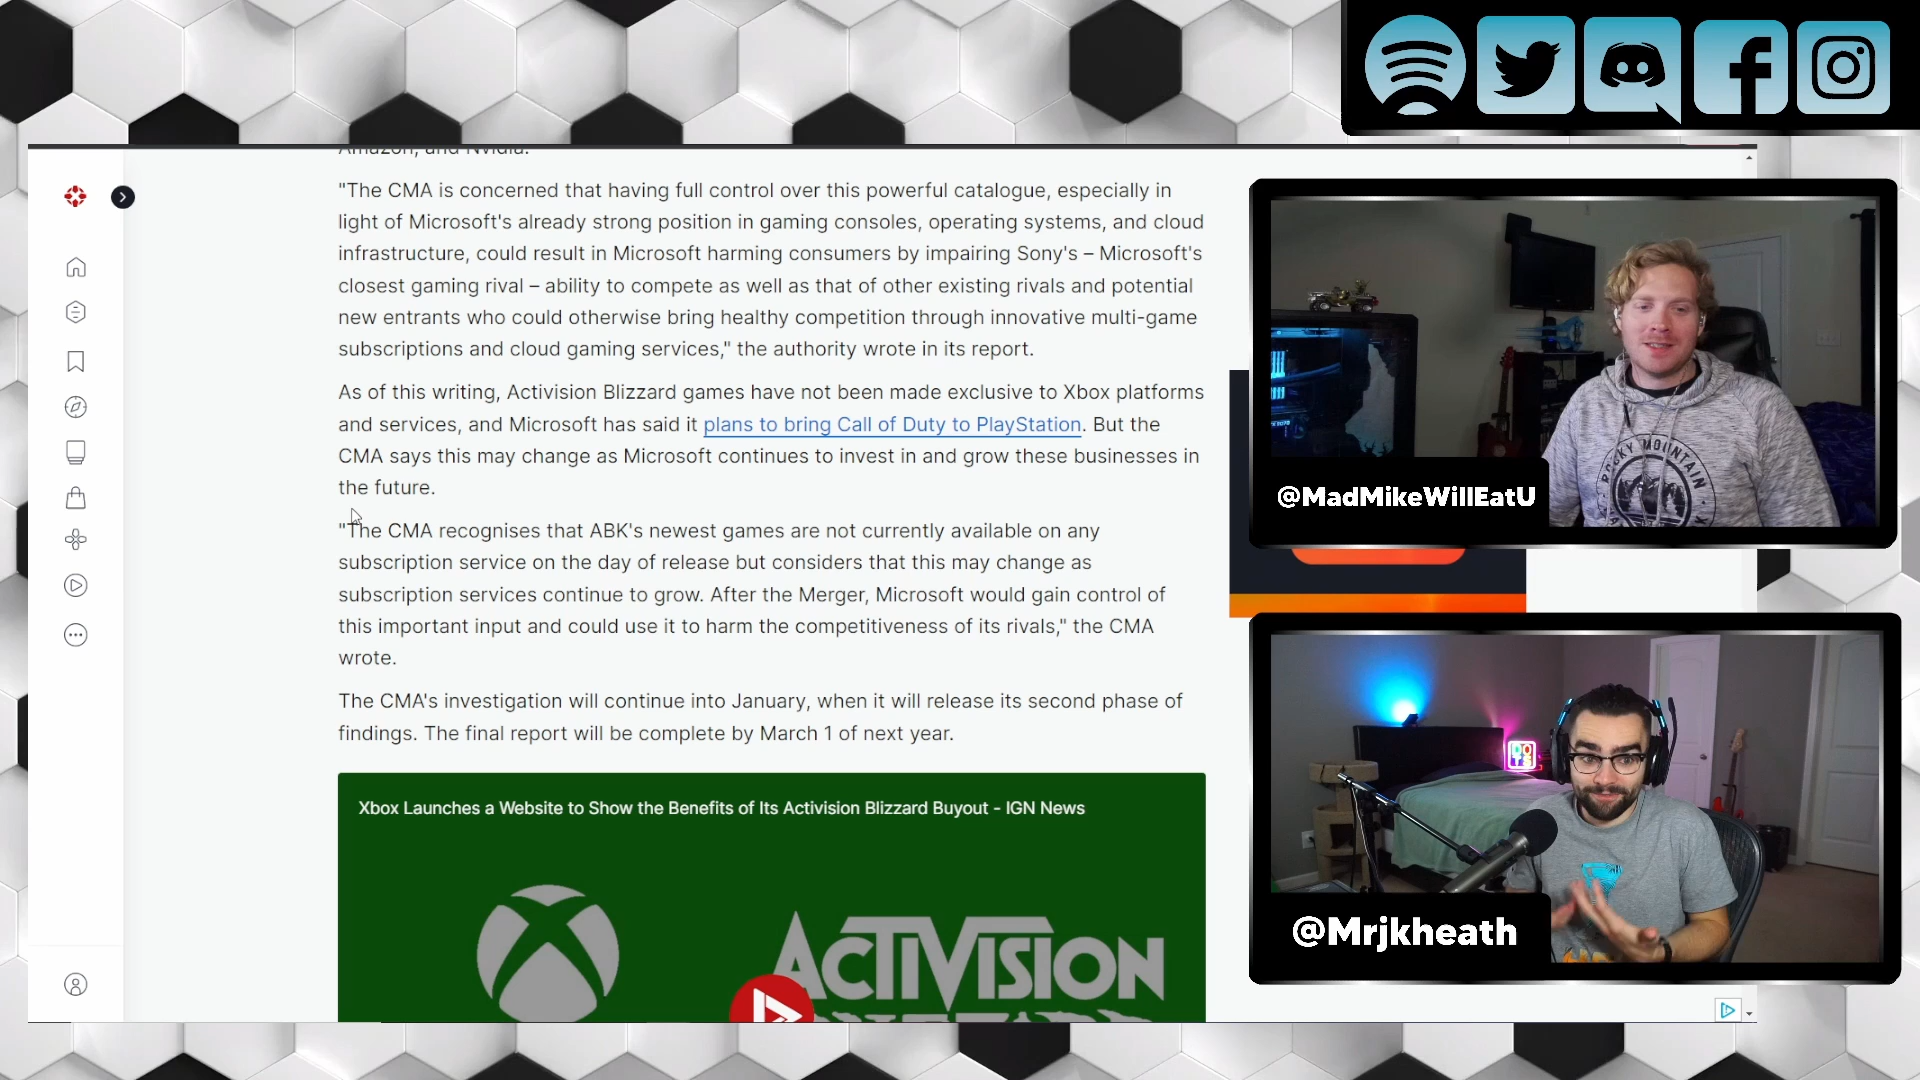 Amazon, and Nvidia.
"The CMA is concerned that having full control over this powerful catalogue, especially in
light of Microsoft's already strong position in gaming consoles, operating systems, and cloud
infrastructure, could result in Microsoft harming consumers by impairing Sony's – Microsoft's
closest gaming rival – ability to compete as well as that of other existing rivals and potential
new entrants who could otherwise bring healthy competition through innovative multi-game
subscriptions and cloud gaming services," the authority wrote in its report.
As of this writing, Activision Blizzard games have not been made exclusive to Xbox platforms
and services, and Microsoft has said it plans to bring Call of Duty to PlayStation. But the
CMA says this may change as Microsoft continues to invest in and grow these businesses in
the future.
"The CMA recognises that ABK's newest games are not currently available on any
subscription service on the day of release but considers that this may change as
subscription services continue to grow. After the Merger, Microsoft would gain control of
this important input and could use it to harm the competitiveness of its rivals," the CMA
wrote.
The CMA's investigation will continue into January, when it will release its second phase of
findings. The final report will be complete by March 1 of next year.
Xbox Launches a Website to Show the Benefits of Its Activision Blizzard Buyout - IGN News
ACTIVISION
ROCKY MOUNTAIN
@MadMikeWillEatU
@Mrjkheath